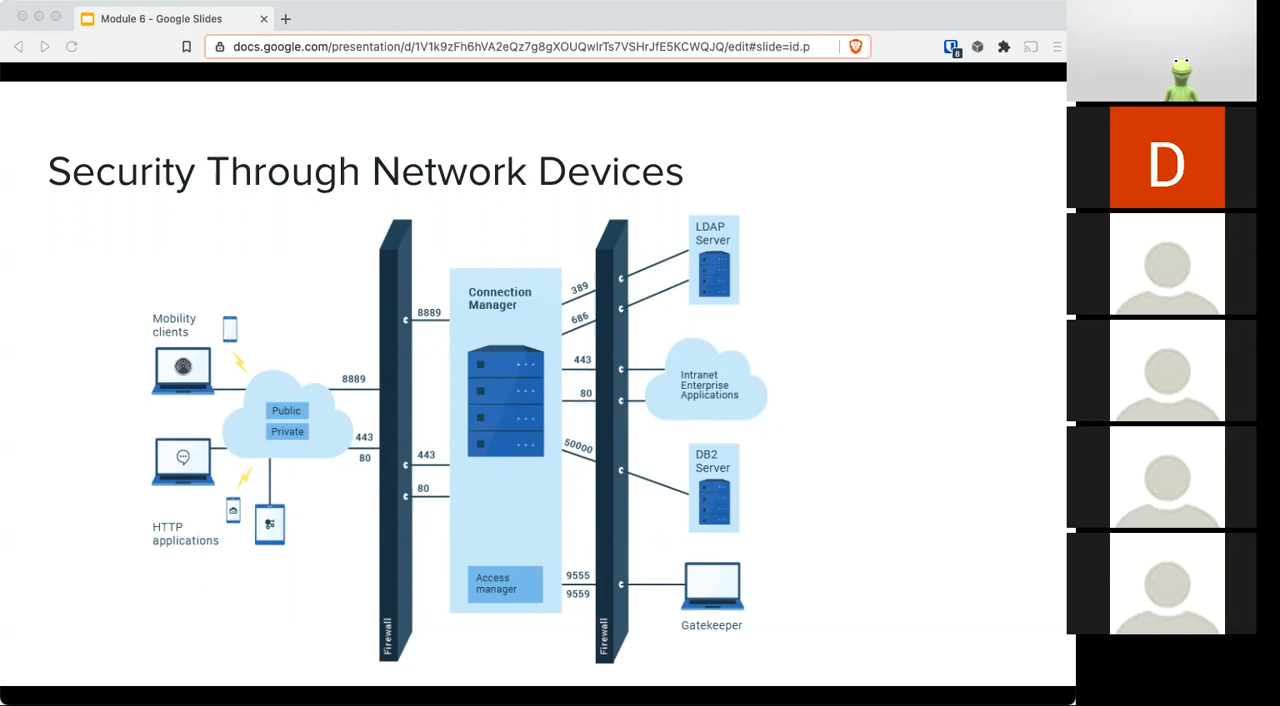 Module 6 - Google Slides
docs.google.com/presentation/d/1V1k9zFh6hVA2eQz7g8gXOUQwIrTs7VSHrJfE5KCWQJQ/edit#slide=id.p
8
D
Security Through Network Devices
Mobility
clients
HTTP
applications
Public
Private
8889
443
80
Firewall
8889
443
80
Connection
Manager
Access
manager
389
686
443
80
50000
9555
9559
Firewall
LDAP
Server
Intranet
Enterprise
Applications
DB2
Server
Gatekeeper